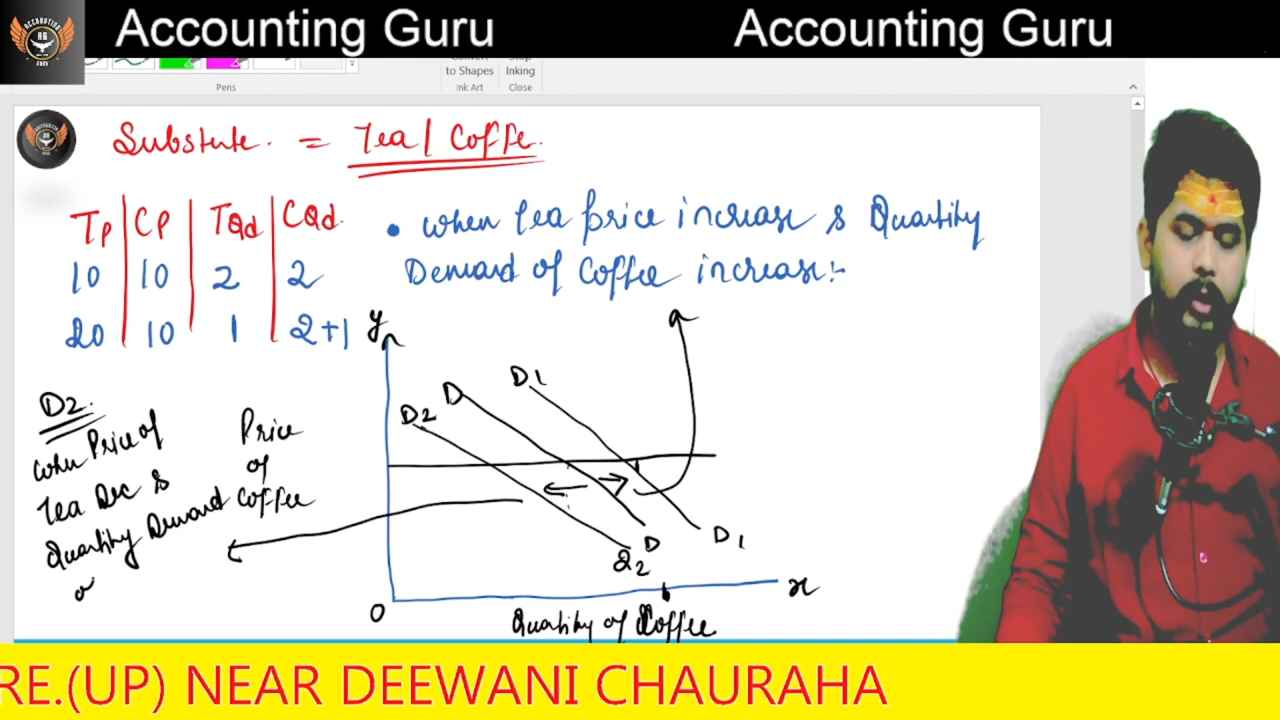 Accounting Guru Accounting Guru
Convert to Shapes
Stop Inking
Pens
Ink Art
Close
Substute. = Tea / Coffe.
TP CP TQd CQd.
10 10 2 2
20 10 1 2+1
• When tea price increase & Quantity
Demand of Coffee increase:-
D2
When Price of
Tea Dec &
Quantity Demand
o
Price
of
Coffee
y
a
D1
D
D2
D1
D
D2
O
x
Quantity of Coffee
RE.(UP) NEAR DEEWANI CHAURAHA